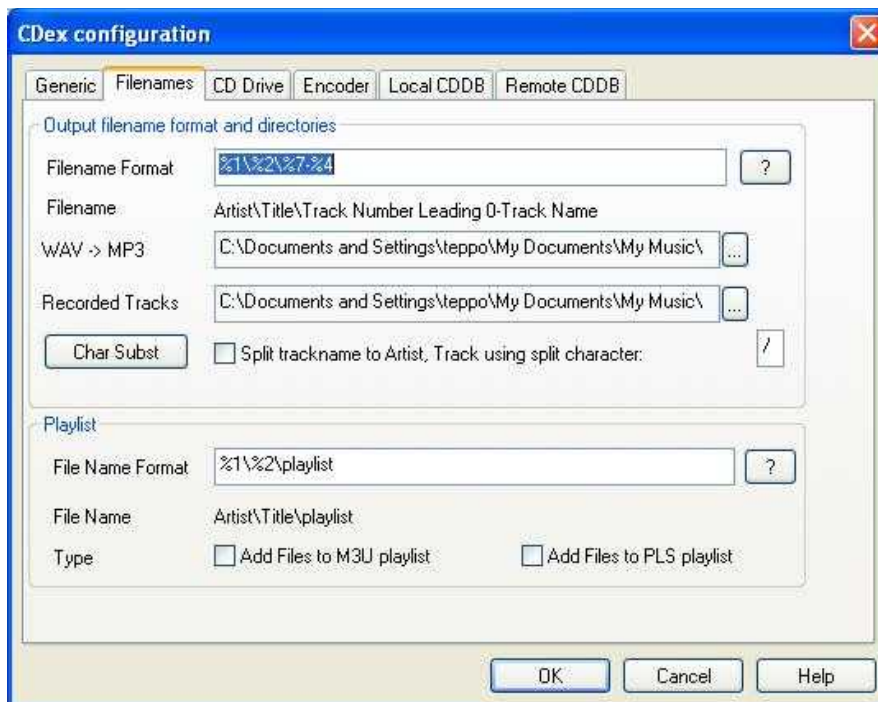 CDex configuration
Generic Filenames CD Drive Encoder Local CDDB Remote CDDB
Output filename format and directories
Filename Format %1\%2\%7-%4 ?
Filename Artist\Title\Track Number Leading 0-Track Name
WAV -> MP3 C:\Documents and Settings\teppo\My Documents\My Music\ ...
Recorded Tracks C:\Documents and Settings\teppo\My Documents\My Music\ ...
Char Subst Split trackname to Artist, Track using split character: /
Playlist
File Name Format %1\%2\playlist ?
File Name Artist\Title\playlist
Type Add Files to M3U playlist Add Files to PLS playlist
OK Cancel Help